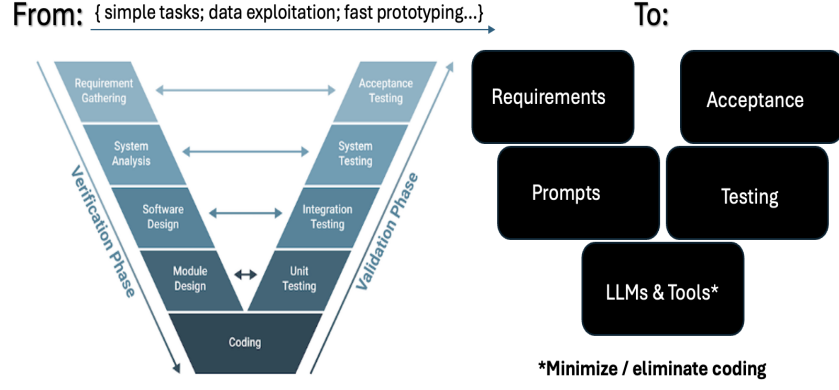 From: { simple tasks; data exploitation; fast prototyping...} To:
Requirement
Gathering
Acceptance
Testing
System
Analysis
System
Testing
Software
Design
Integration
Testing
Module
Design
Unit
Testing
Coding
Verification Phase
Validation Phase
Requirements
Acceptance
Prompts
Testing
LLMs & Tools*
*Minimize / eliminate coding